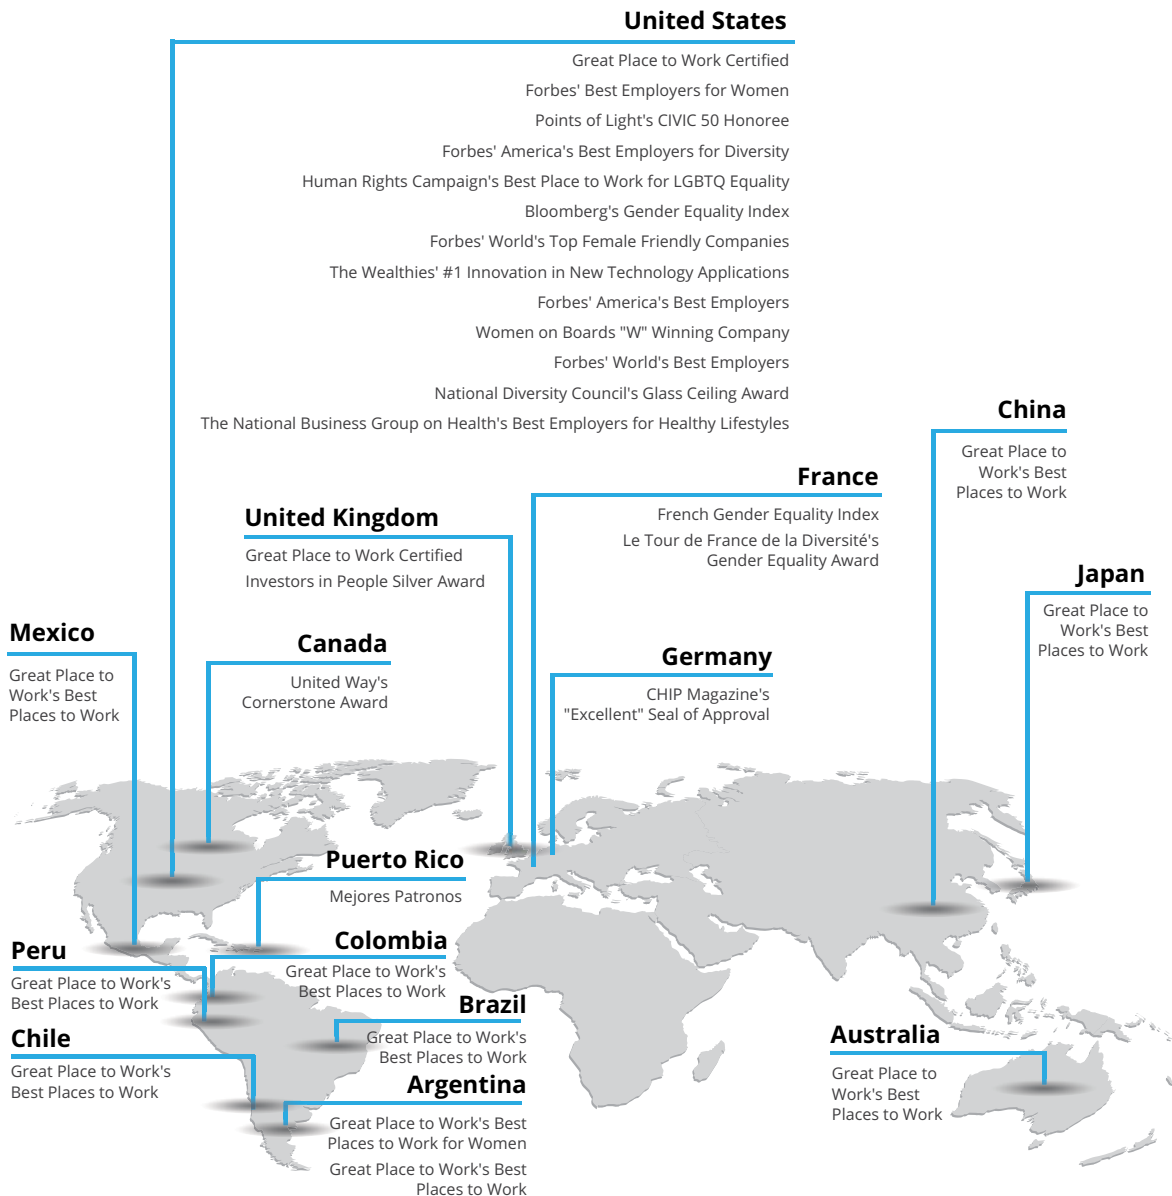 United States
Great Place to Work Certified
Forbes' Best Employers for Women
Points of Light's CIVIC 50 Honoree
Forbes' America's Best Employers for Diversity
Human Rights Campaign's Best Place to Work for LGBTQ Equality
Bloomberg's Gender Equality Index
Forbes' World's Top Female Friendly Companies
The Wealthies' #1 Innovation in New Technology Applications
Forbes' America's Best Employers
Women on Boards "W" Winning Company
Forbes' World's Best Employers
National Diversity Council's Glass Ceiling Award
The National Business Group on Health's Best Employers for Healthy Lifestyles
China
Great Place to
Work's Best
Places to Work
France
French Gender Equality Index
Le Tour de France de la Diversité's
Gender Equality Award
United Kingdom
Great Place to Work Certified
Investors in People Silver Award
Japan
Great Place to
Work's Best
Places to Work
Mexico
Great Place to
Work's Best
Places to Work
Canada
United Way's
Cornerstone Award
Germany
CHIP Magazine's
"Excellent" Seal of Approval
Puerto Rico
Mejores Patronos
Peru
Great Place to Work's
Best Places to Work
Colombia
Great Place to Work's
Best Places to Work
Brazil
Great Place to Work's
Best Places to Work
Chile
Great Place to Work's
Best Places to Work
Argentina
Great Place to Work's Best
Places to Work for Women
Great Place to Work's Best
Places to Work
Australia
Great Place to
Work's Best
Places to Work